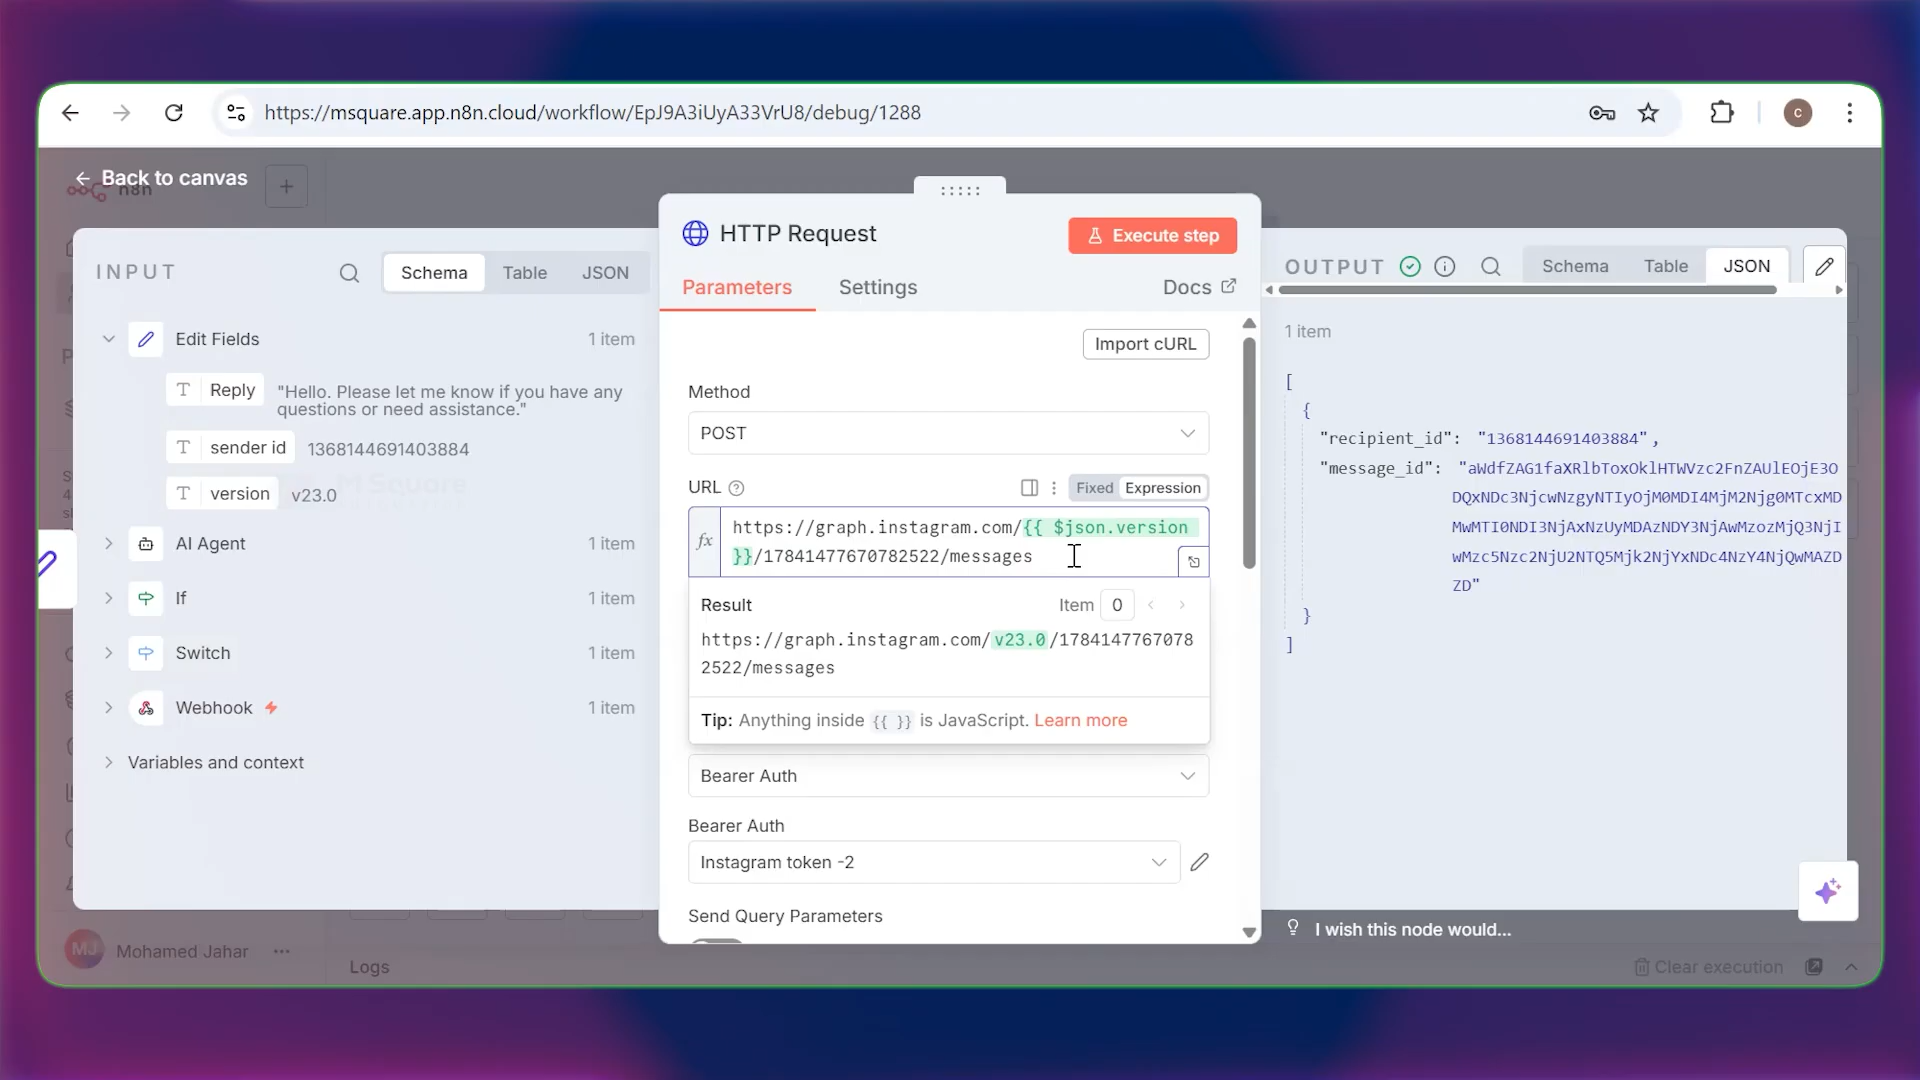 https://msquare.app.n8n.cloud/workflow/EpJ9A3iUyA33VrU8/debug/1288
C
Back to canvas
n8n
INPUT
Schema
Table
JSON
Edit Fields
1 item
T Reply "Hello. Please let me know if you have any
questions or need assistance."
T sender id 1368144691403884
T version v23.0
M Square
AI Agent
1 item
If
1 item
Switch
1 item
Webhook
1 item
Variables and context
MJ Mohamed Jahar
Logs
HTTP Request
Execute step
Parameters
Settings
Docs
Import cURL
Method
POST
URL
Fixed
Expression
fx
https://graph.instagram.com/{{ $json.version
}}/17841477670782522/messages
Result
Item 0
https://graph.instagram.com/v23.0/1784147767078
2522/messages
Tip: Anything inside {{ }} is JavaScript. Learn more
Bearer Auth
Bearer Auth
Instagram token -2
Send Query Parameters
OUTPUT
Schema
Table
JSON
1 item
[
{
"recipient_id": "1368144691403884",
"message_id": "aWdfZAG1faXRlbToxOklHTWVzc2FnZAUlEOjE3O
DQxNDc3NjcwNzgyNTIyOjM0MDI4MjM2Njg0MTcxMD
MwMTI0NDI3NjAxNzUyMDAzNDY3NjAwMzozMjQ3NjI
wMzc5Nzc2NjU2NTQ5Mjk2NjYxNDc4NzY4NjQwMAZD
ZD"
}
]
I wish this node would...
Clear execution